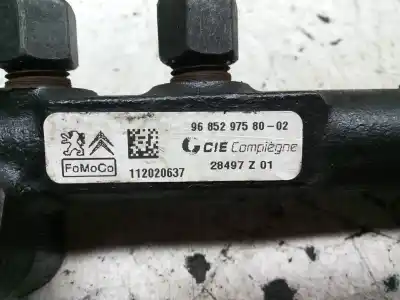 96 852 975 80-02
CIE Compiègne
FoMoCo
112020637
28497 Z 01